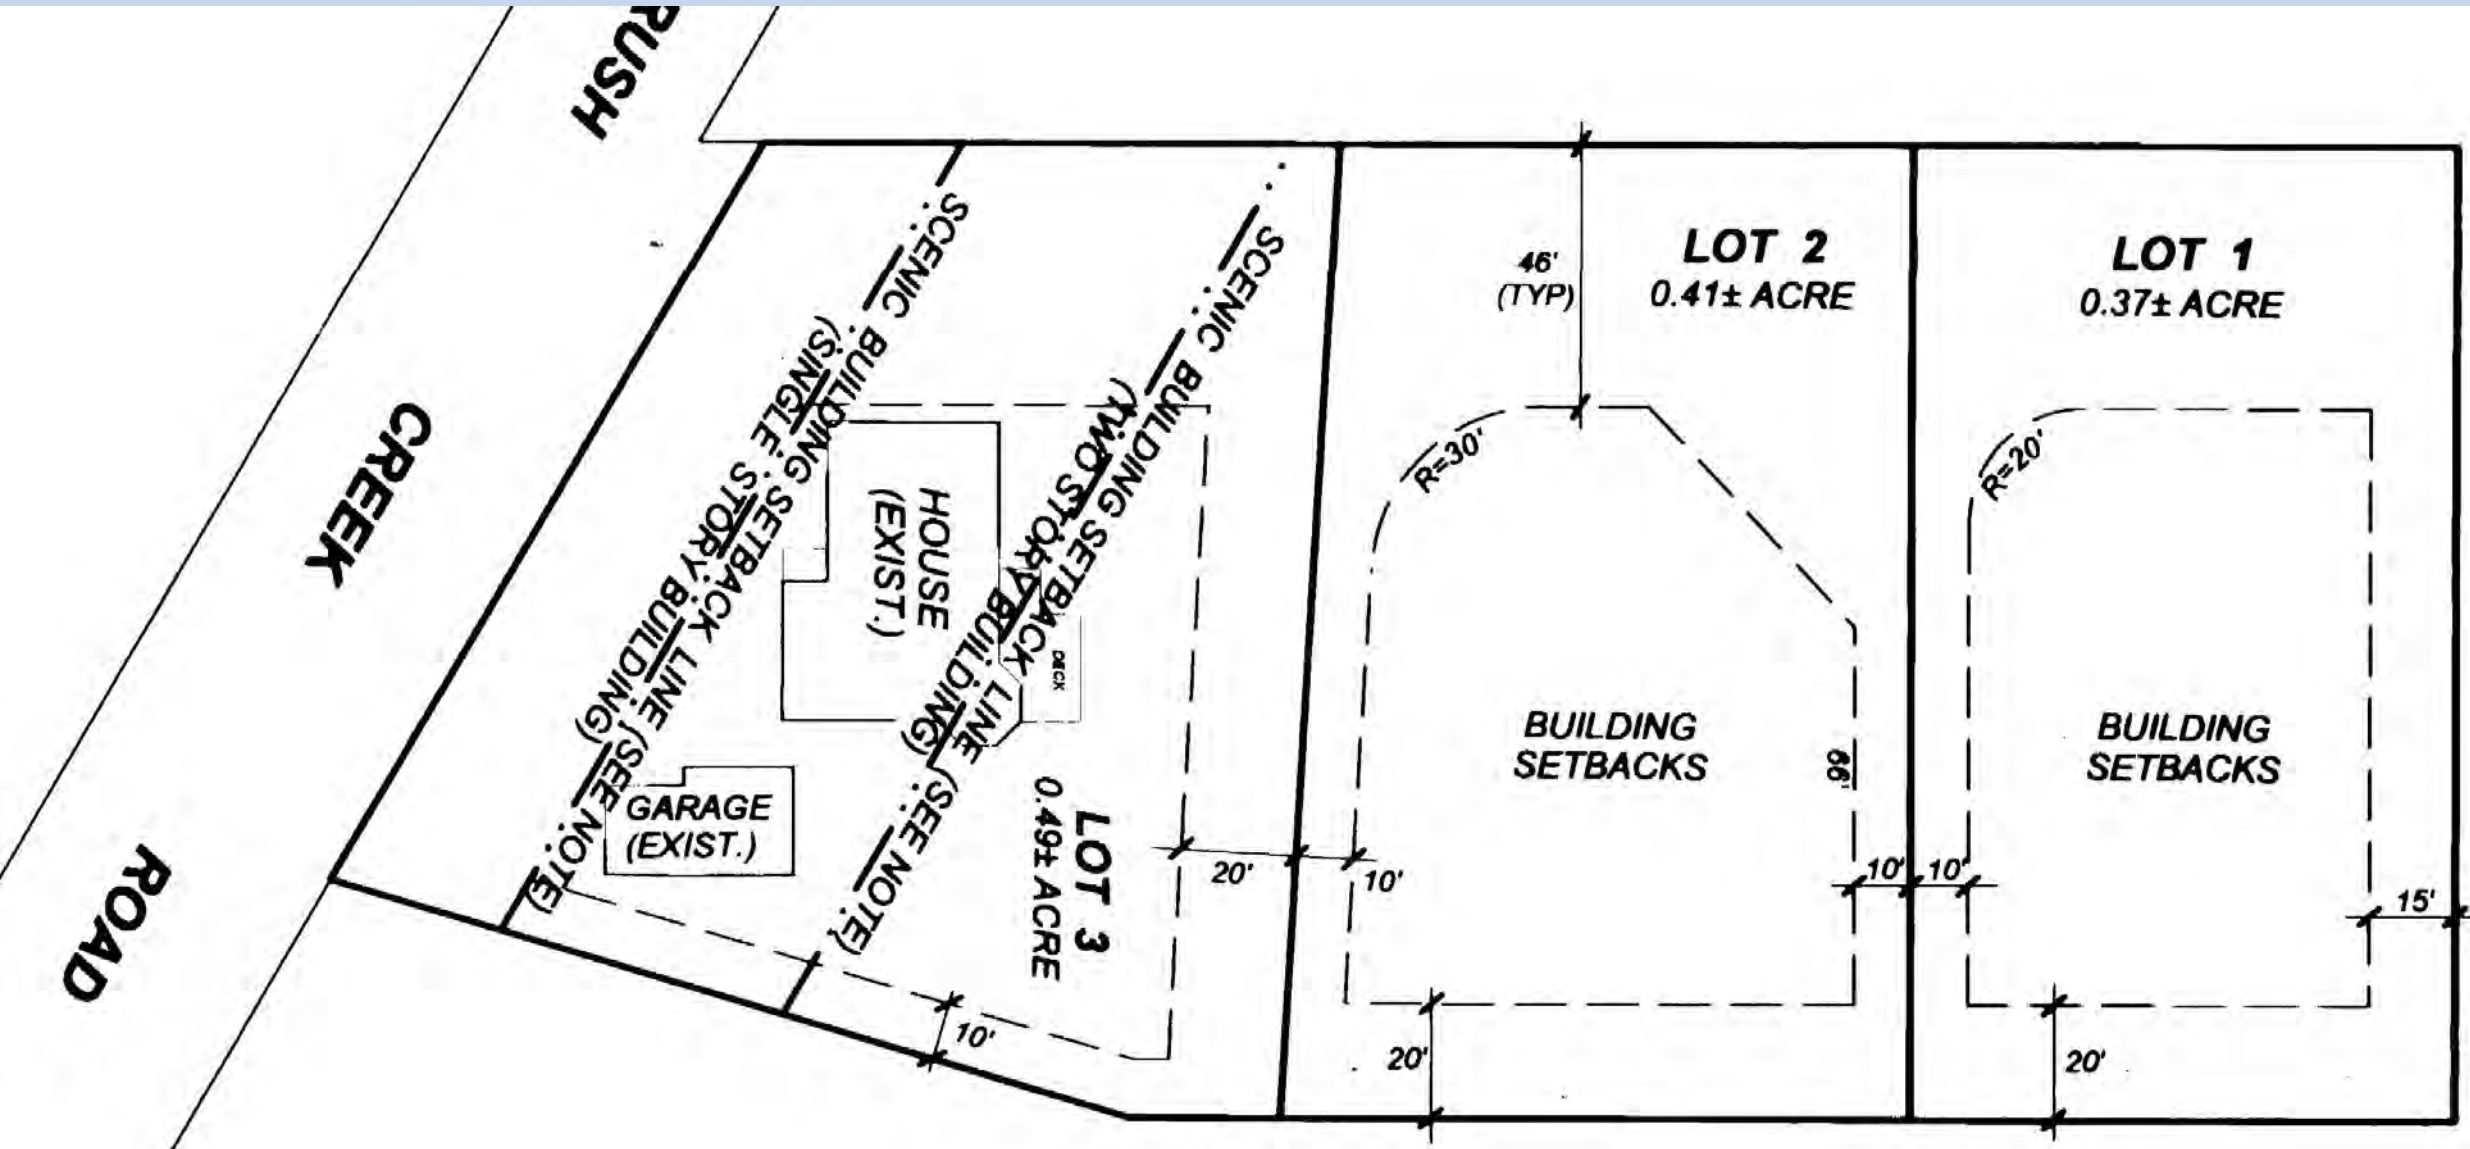 RUSH
CREEK
ROAD
SCENIC BUILDING SETBACK LINE (SEE NOTE)
(SINGLE STORY BUILDING)
SCENIC BUILDING SETBACK LINE (SEE NOTE)
(TWO STORY BUILDING)
HOUSE
(EXIST.)
DECK
GARAGE
(EXIST.)
LOT 3
0.49± ACRE
10'
20'
10'
46'
(TYP)
LOT 2
0.41± ACRE
R=30'
BUILDING
SETBACKS
66'
20'
10'
10'
LOT 1
0.37± ACRE
R=20'
BUILDING
SETBACKS
15'
20'